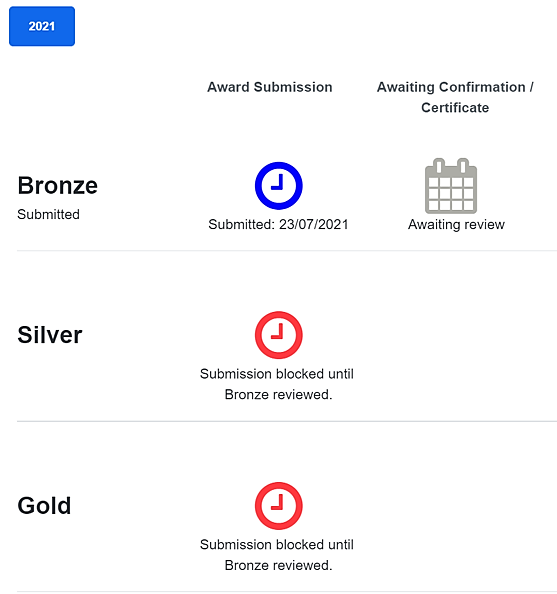 2021
Award Submission
Awaiting Confirmation /
Certificate
Bronze
Submitted
Submitted: 23/07/2021
Awaiting review
Silver
Submission blocked until
Bronze reviewed.
Gold
Submission blocked until
Bronze reviewed.